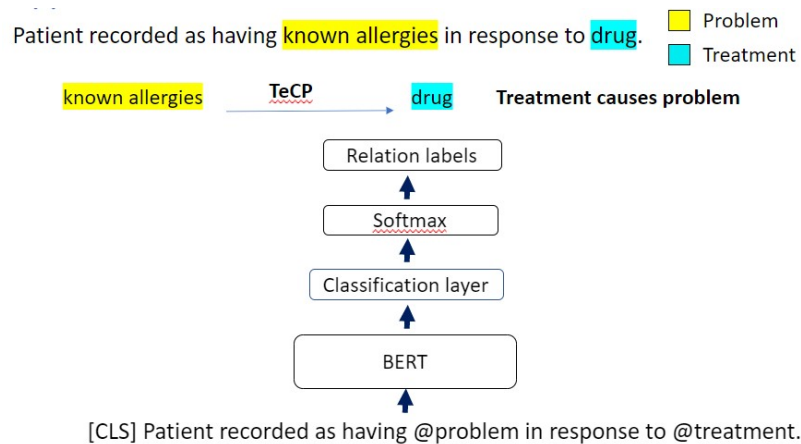 Problem
Patient recorded as having known allergies in response to drug.
Treatment
known allergies TeCP drug Treatment causes problem
Relation labels
Softmax
Classification layer
BERT
[CLS] Patient recorded as having @problem in response to @treatment.